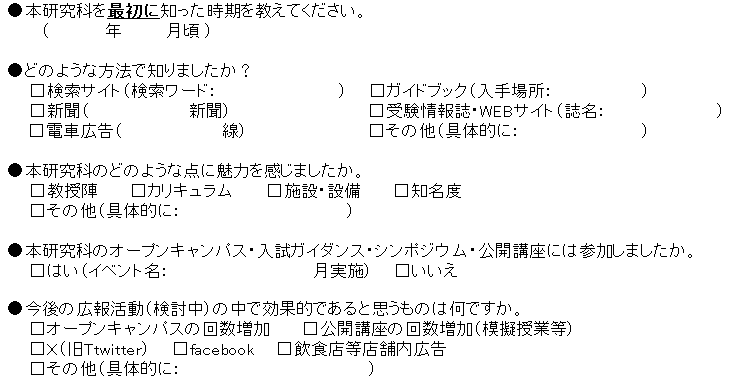 ●本研究科を最初に知った時期を教えてください。
(　　　年　　月頃)
●どのような方法で知りましたか？
□検索サイト(検索ワード:　　　　　　　　) □ガイドブック(入手場所:　　　　　　)
□新聞(　　　　　　新聞) □受験情報誌・WEBサイト(誌名:　　　　　　　)
□電車広告(　　　　　　線) □その他(具体的に:　　　　　　　　)
●本研究科のどのような点に魅力を感じましたか。
□教授陣　□カリキュラム　□施設・設備　□知名度
□その他(具体的に:　　　　　　　　　　)
●本研究科のオープンキャンパス・入試ガイダンス・シンポジウム・公開講座には参加しましたか。
□はい(イベント名:　　　　　　　　　月実施)　□いいえ
●今後の広報活動(検討中)の中で効果的であると思うものは何ですか。
□オープンキャンパスの回数増加　□公開講座の回数増加(模擬授業等)
□X(旧Ttwitter)　□facebook　□飲食店等店舗内広告
□その他(具体的に:　　　　　　　　　　　)